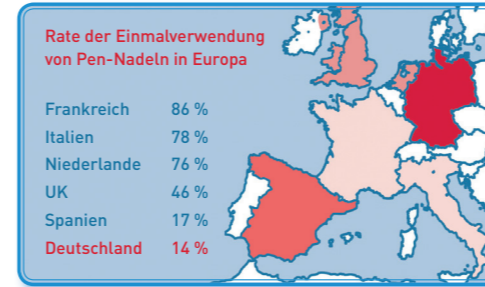 Rate der Einmalverwendung
von Pen-Nadeln in Europa
Frankreich 86 %
Italien 78 %
Niederlande 76 %
UK 46 %
Spanien 17 %
Deutschland 14 %